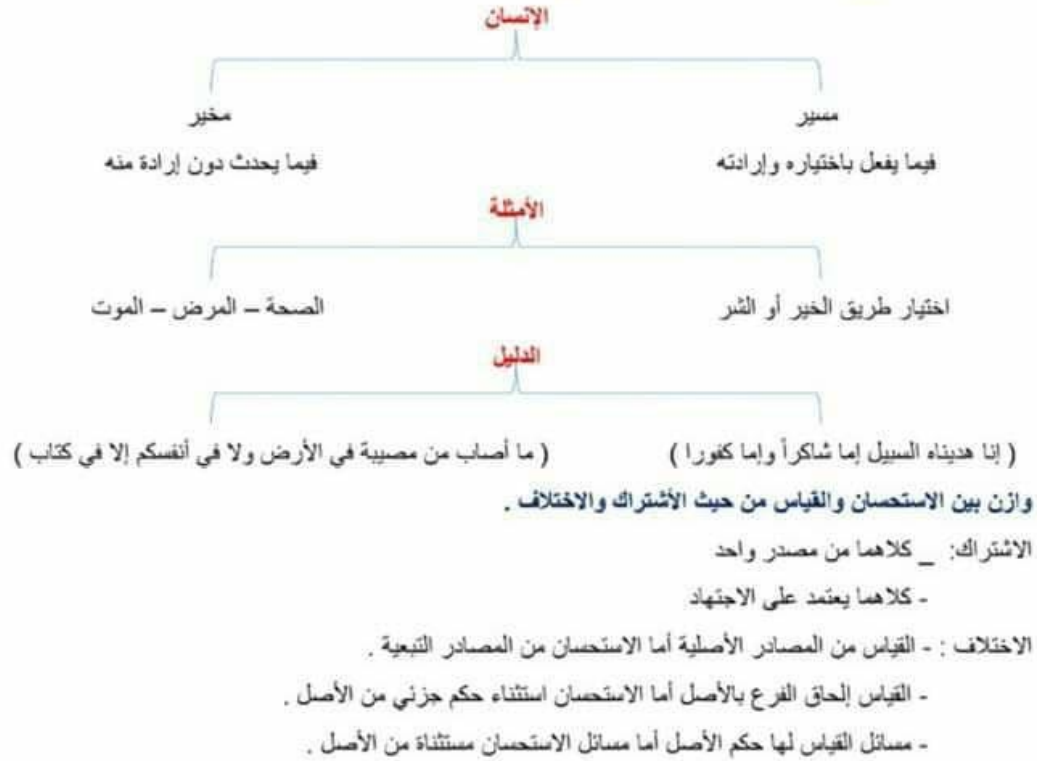 الإنسان
مسير
مخير
فيما يفعل باختياره وإرادته
فيما يحدث دون إرادة منه
الأمثلة
اختيار طريق الخير أو الشر
الصحة – المرض – الموت
الدليل
( إنا هديناه السبيل إما شاكراً وإما كفورا )
( ما أصاب من مصيبة في الأرض ولا في أنفسكم إلا في كتاب )
وازن بين الاستحسان والقياس من حيث الأشتراك والاختلاف .
الاشتراك: _ كلاهما من مصدر واحد
- كلاهما يعتمد على الاجتهاد
الاختلاف : - القياس من المصادر الأصلية أما الاستحسان من المصادر التبعية .
- القياس إلحاق الفرع بالأصل أما الاستحسان استثناء حكم جزئي من الأصل .
- مسائل القياس لها حكم الأصل أما مسائل الاستحسان مستثناة من الأصل .